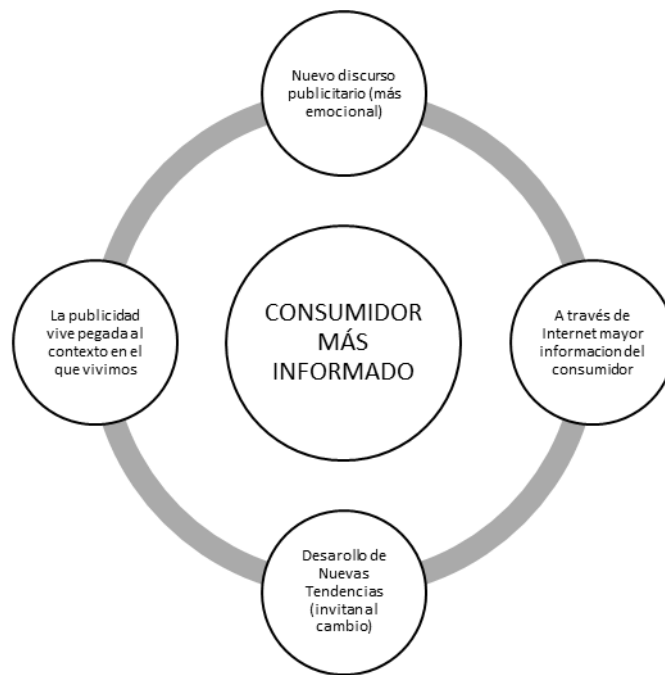 Nuevo discurso
publicitario (más
emocional)
La publicidad
vive pegada al
contexto en el
que vivimos
CONSUMIDOR
MÁS
INFORMADO
A través de
Internet mayor
informacion del
consumidor
Desarollo de
Nuevas
Tendencias
(invitan al
cambio)